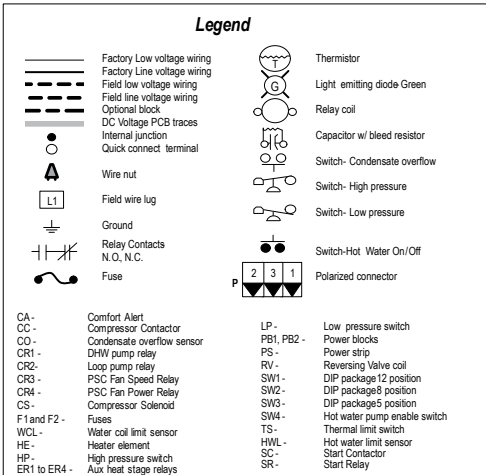 Legend
Factory Low voltage wiring
Factory Line voltage wiring
Field low voltage wiring
Field line voltage wiring
Optional block
DC Voltage PCB traces
Internal junction
Quick connect terminal
Wire nut
L1 Field wire lug
Ground
Relay Contacts
N.O., N.C.
Fuse
T Thermistor
G Light emitting diode- Green
Relay coil
Capacitor w/ bleed resistor
Switch- Condensate overflow
Switch- High pressure
Switch- Low pressure
Switch-Hot Water On/Off
P 2 3 1 Polarized connector
CA - Comfort Alert
CC - Compressor Contactor
CO - Condensate overflow sensor
CR1 - DHW pump relay
CR2- Loop pump relay
CR3 - PSC Fan Speed Relay
CR4 - PSC Fan Power Relay
CS - Compressor Solenoid
F1 and F2 - Fuses
WCL - Water coil limit sensor
HE - Heater element
HP - High pressure switch
ER1 to ER4 - Aux heat stage relays
LP - Low pressure switch
PB1, PB2 - Power blocks
PS - Power strip
RV - Reversing Valve coil
SW1 - DIP package 12 position
SW2 - DIP package 8 position
SW3 - DIP package 5 position
SW4 - Hot water pump enable switch
TS - Thermal limit switch
HWL - Hot water limit sensor
SC - Start Contactor
SR - Start Relay